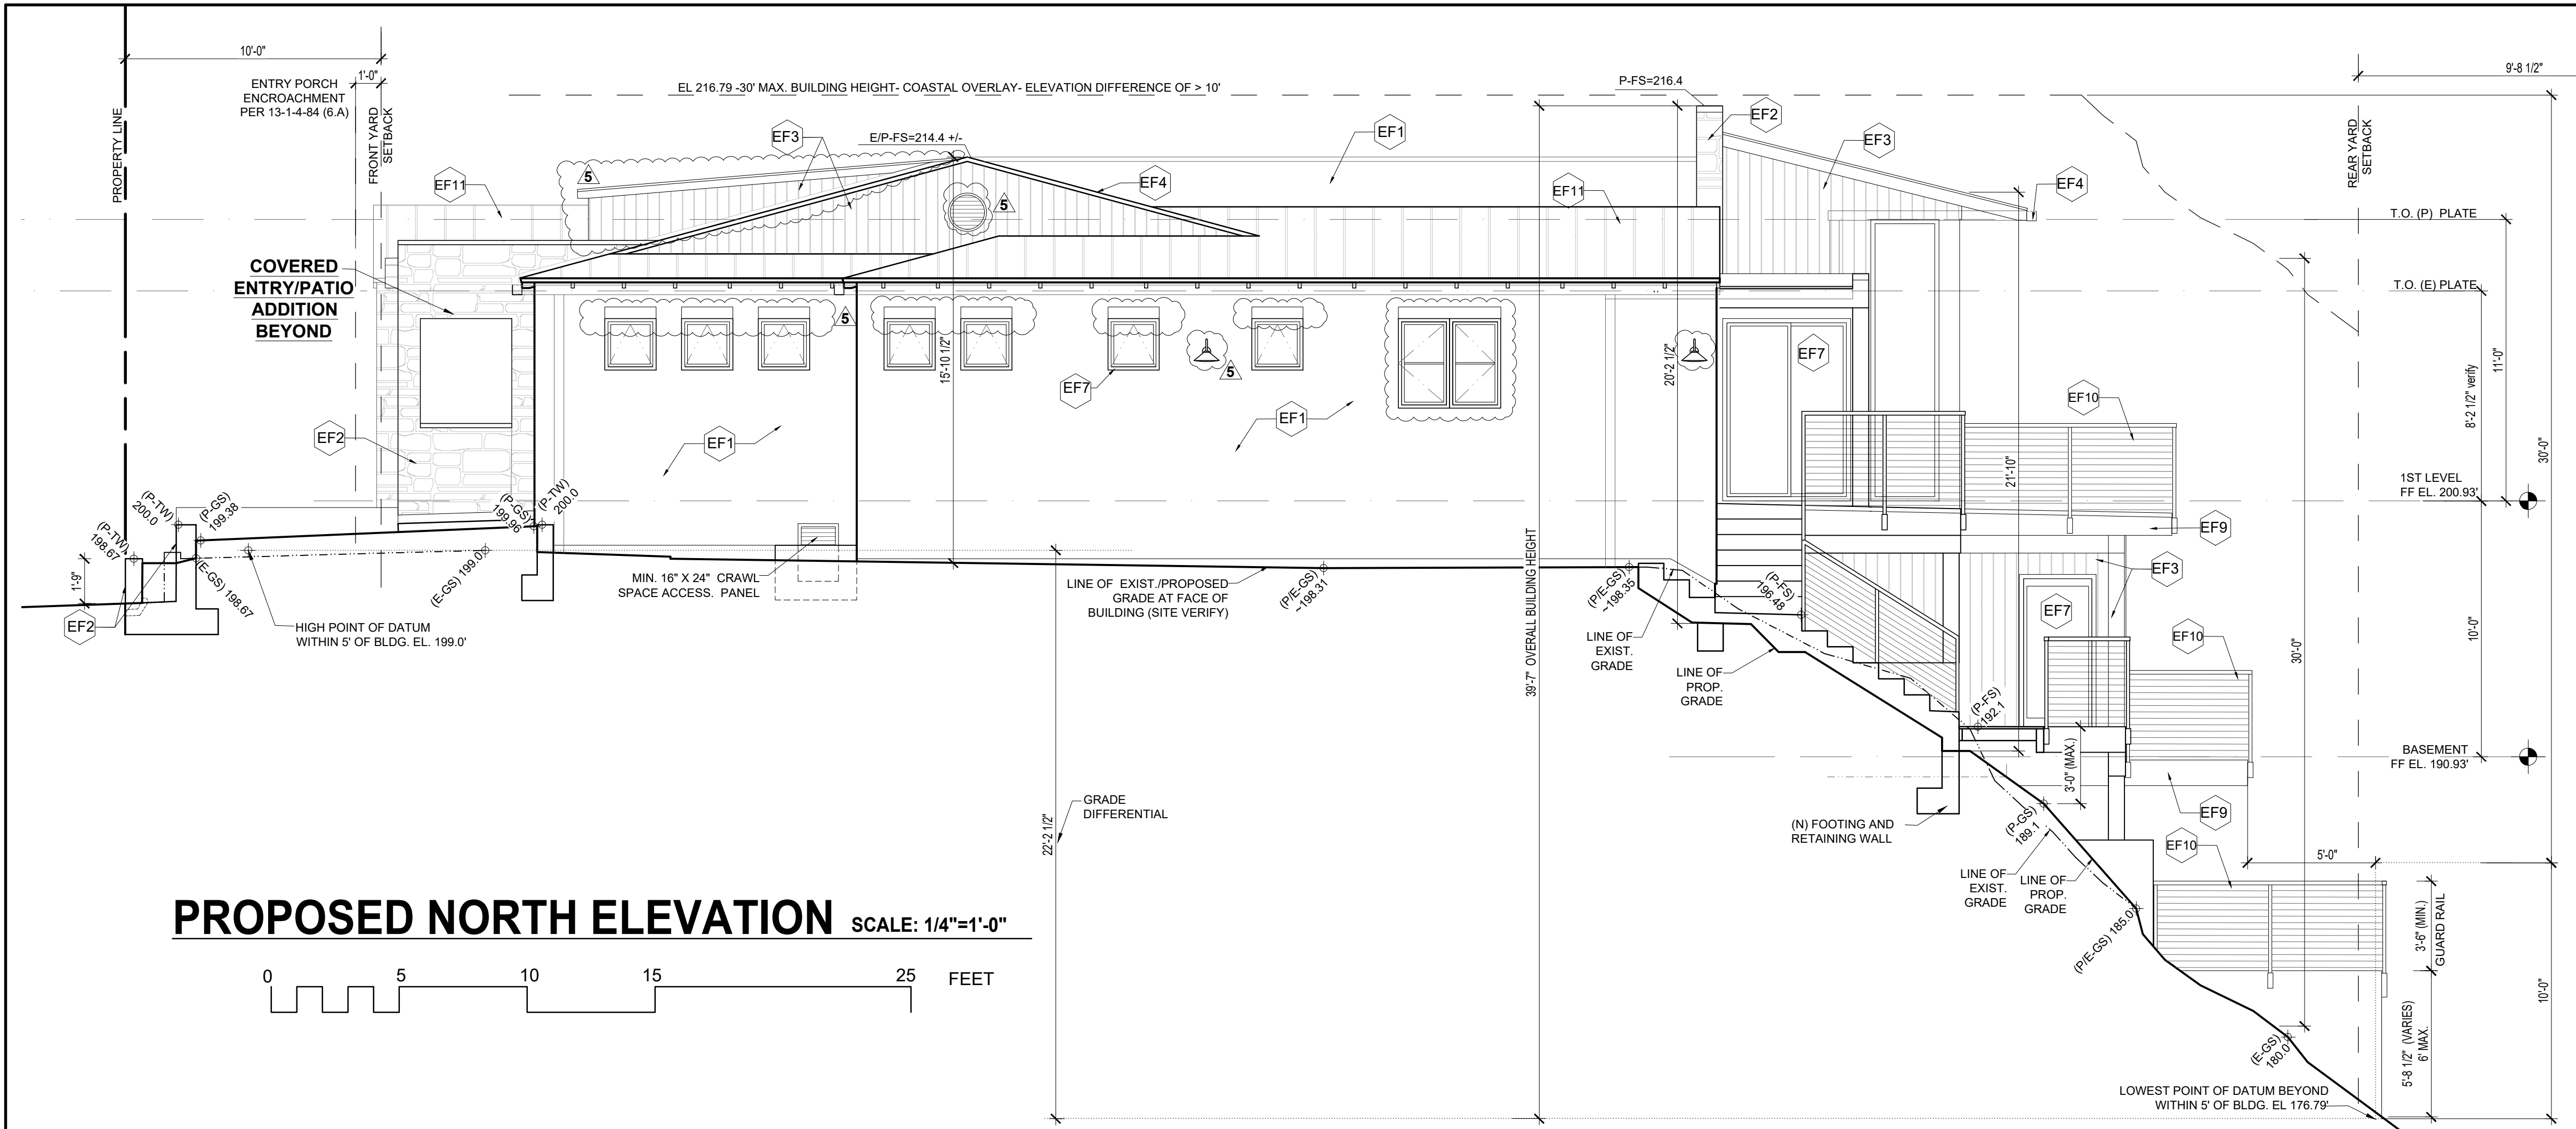 10'-0"
9'-8 1/2"
1'-0"
ENTRY PORCH
ENCROACHMENT
PER 13-1-4-84 (6.A)
PROPERTY LINE
FRONT YARD
SETBACK
EL 216.79 -30' MAX. BUILDING HEIGHT- COASTAL OVERLAY- ELEVATION DIFFERENCE OF > 10'
P-FS=216.4
REAR YARD
SETBACK
EF2
EF3
E/P-FS=214.4 +/-
EF1
EF3
5
EF11
EF4
EF11
EF4
5
T.O. (P) PLATE
COVERED
ENTRY/PATIO
ADDITION
BEYOND
T.O. (E) PLATE
5
15'-10 1/2"
20'-2 1/2"
EF7
5
EF7
11'-0"
8'-2 1/2" verify
30'-0"
EF10
EF1
EF1
EF2
21'-10"
1ST LEVEL
FF EL. 200.93'
(P-TW)
198.67
(P-TW)
200.0
(P-GS)
199.38
(P-GS)
199.96
(P-TW)
200.0
EF9
39'-7" OVERALL BUILDING HEIGHT
1'-9"
(E-GS) 198.67
(E-GS) 199.0
MIN. 16" X 24" CRAWL
SPACE ACCESS. PANEL
LINE OF EXIST./PROPOSED
GRADE AT FACE OF
BUILDING (SITE VERIFY)
(P/E-GS)
~198.31
(P/E-GS)
~198.35
(P-FS)
196.48
EF3
EF7
EF2
HIGH POINT OF DATUM
WITHIN 5' OF BLDG. EL. 199.0'
LINE OF
EXIST.
GRADE
LINE OF
PROP.
GRADE
EF10
10'-0"
30'-0"
(P-FS)
192.1
BASEMENT
FF EL. 190.93'
3'-0" (MAX.)
GRADE
DIFFERENTIAL
22'-2 1/2"
(N) FOOTING AND
RETAINING WALL
(P-GS)
189.1
EF9
EF10
5'-0"
LINE OF
EXIST.
GRADE
LINE OF
PROP.
GRADE
PROPOSED NORTH ELEVATION SCALE: 1/4"=1'-0"
(P/E-GS) 185.0
3'-6" (MIN.)
GUARD RAIL
0 5 10 15 25 FEET
10'-0"
(E-GS)
180.0
5'-8 1/2" (VARIES)
6' MAX.
LOWEST POINT OF DATUM BEYOND
WITHIN 5' OF BLDG. EL 176.79'